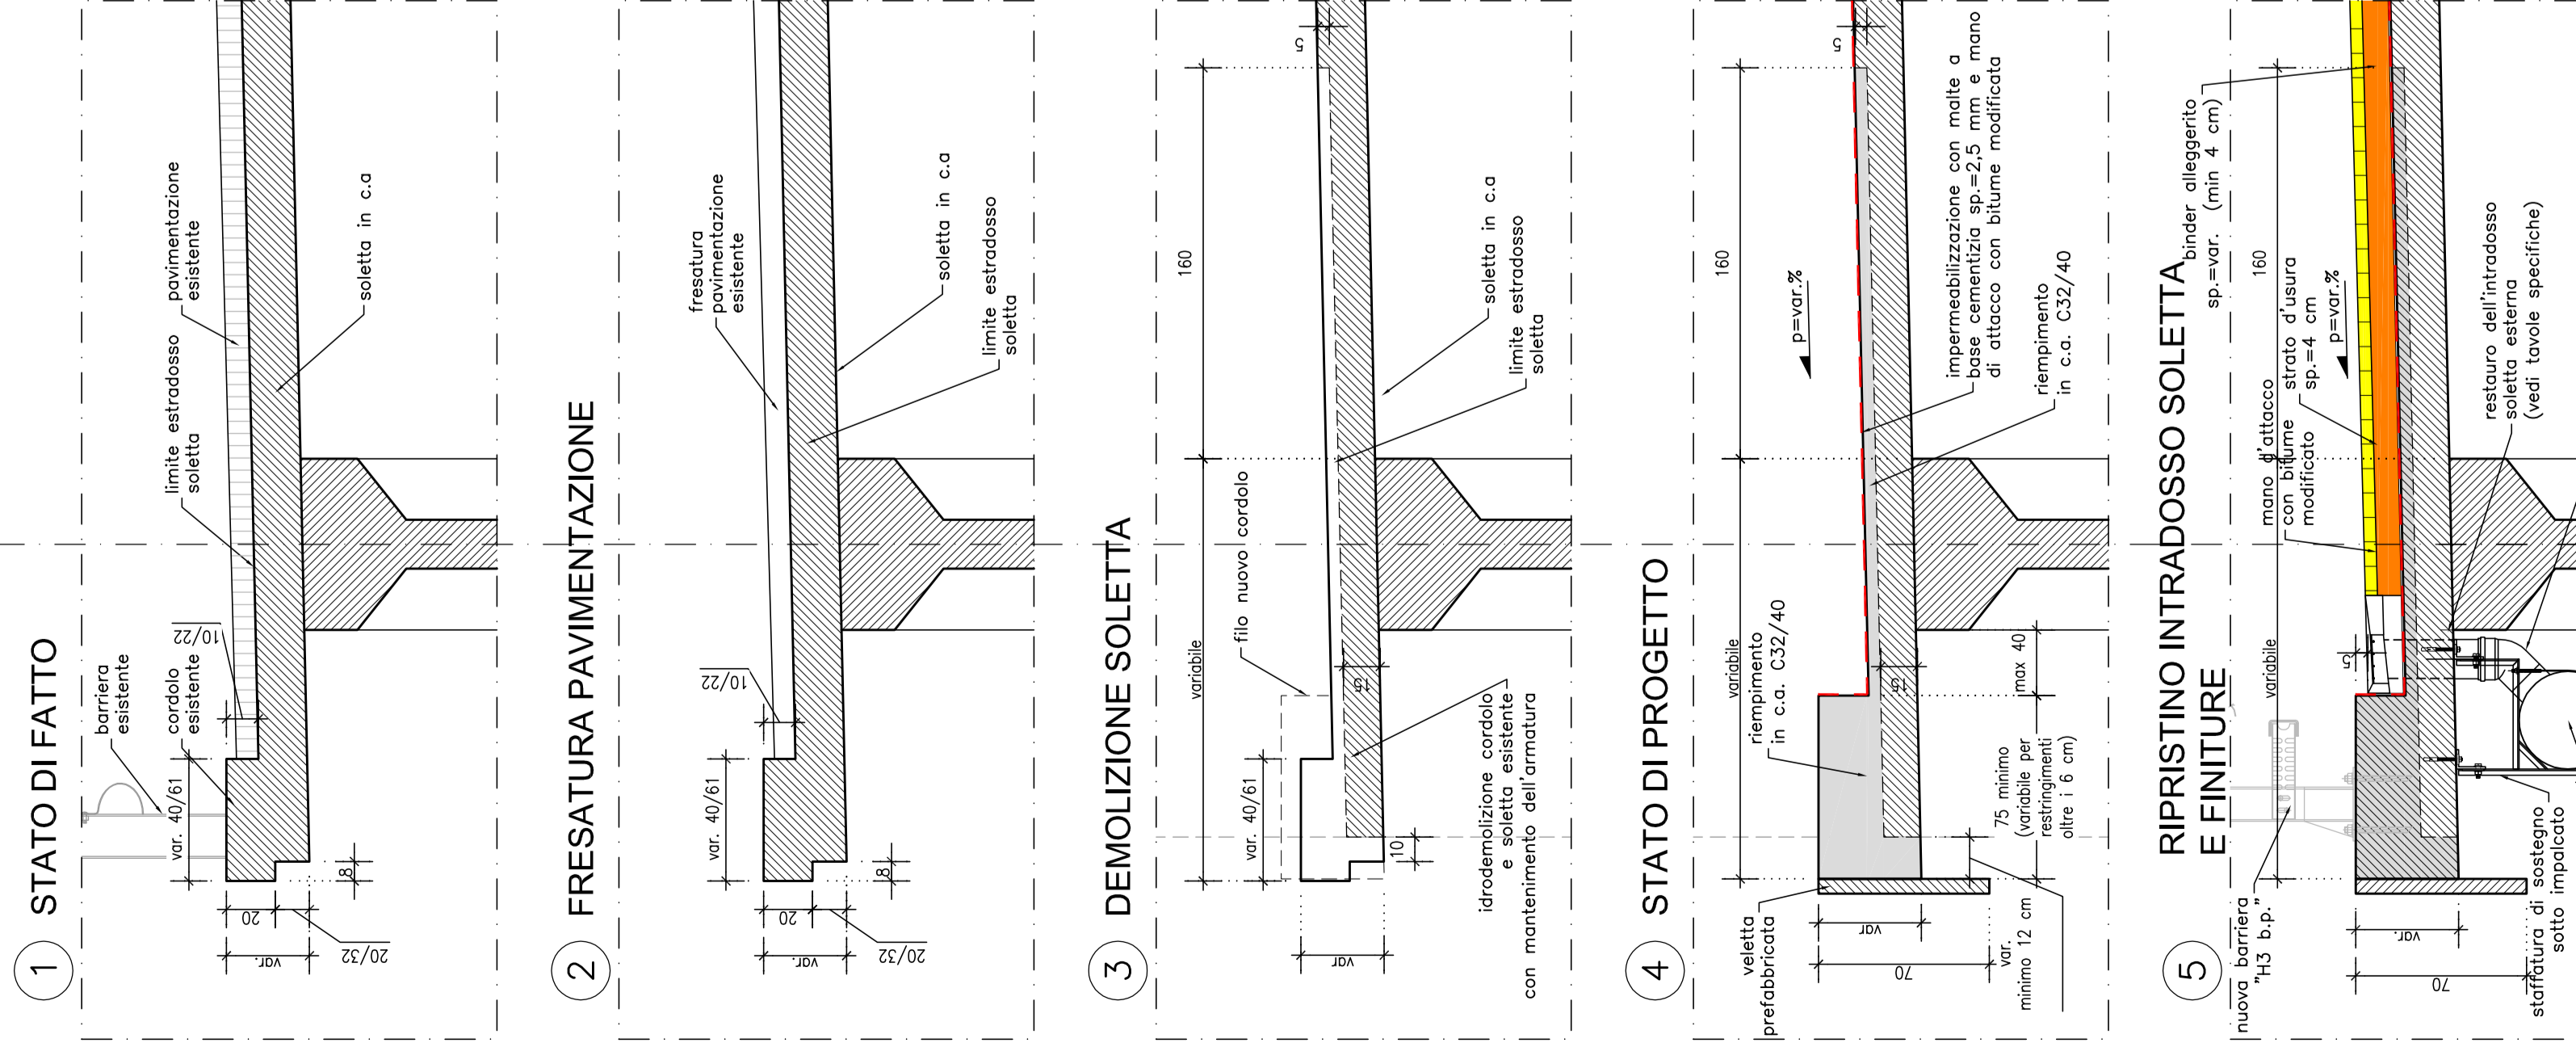 1
STATO DI FATTO
barriera
esistente
cordolo
esistente
10/22
limite estradosso
soletta
pavimentazione
esistente
soletta in c.a
var. 40/61
20
var.
20/32
8
2
FRESATURA PAVIMENTAZIONE
fresatura
pavimentazione
esistente
soletta in c.a
limite estradosso
soletta
10/22
var. 40/61
20
var.
20/32
8
3
DEMOLIZIONE SOLETTA
160
5
variabile
filo nuovo cordolo
soletta in c.a
limite estradosso
soletta
15
var. 40/61
10
var
idrodemolizione cordolo
e soletta esistente
con mantenimento dell'armatura
4
STATO DI PROGETTO
160
5
variabile
p=var.%
impermeabilizzazione con malte a
base cementizia sp.=2,5 mm e mano
di attacco con bitume modificata
riempimento
in c.a. C32/40
riempimento
in c.a. C32/40
15
max 40
75 minimo
(variabile per
restringimenti
oltre i 6 cm)
veletta
prefabbricata
var
70
var.
minimo 12 cm
5
RIPRISTINO INTRADOSSO SOLETTA
E FINITURE
binder alleggerito
sp.=var. (min 4 cm)
160
strato d'usura
sp.=4 cm
p=var.%
mano d'attacco
con bitume
modificato
restauro dell'intradosso
soletta esterna
(vedi tavole specifiche)
variabile
5
nuova barriera
"H3 b.p."
var.
70
staffatura di sostegno
sotto impalcato